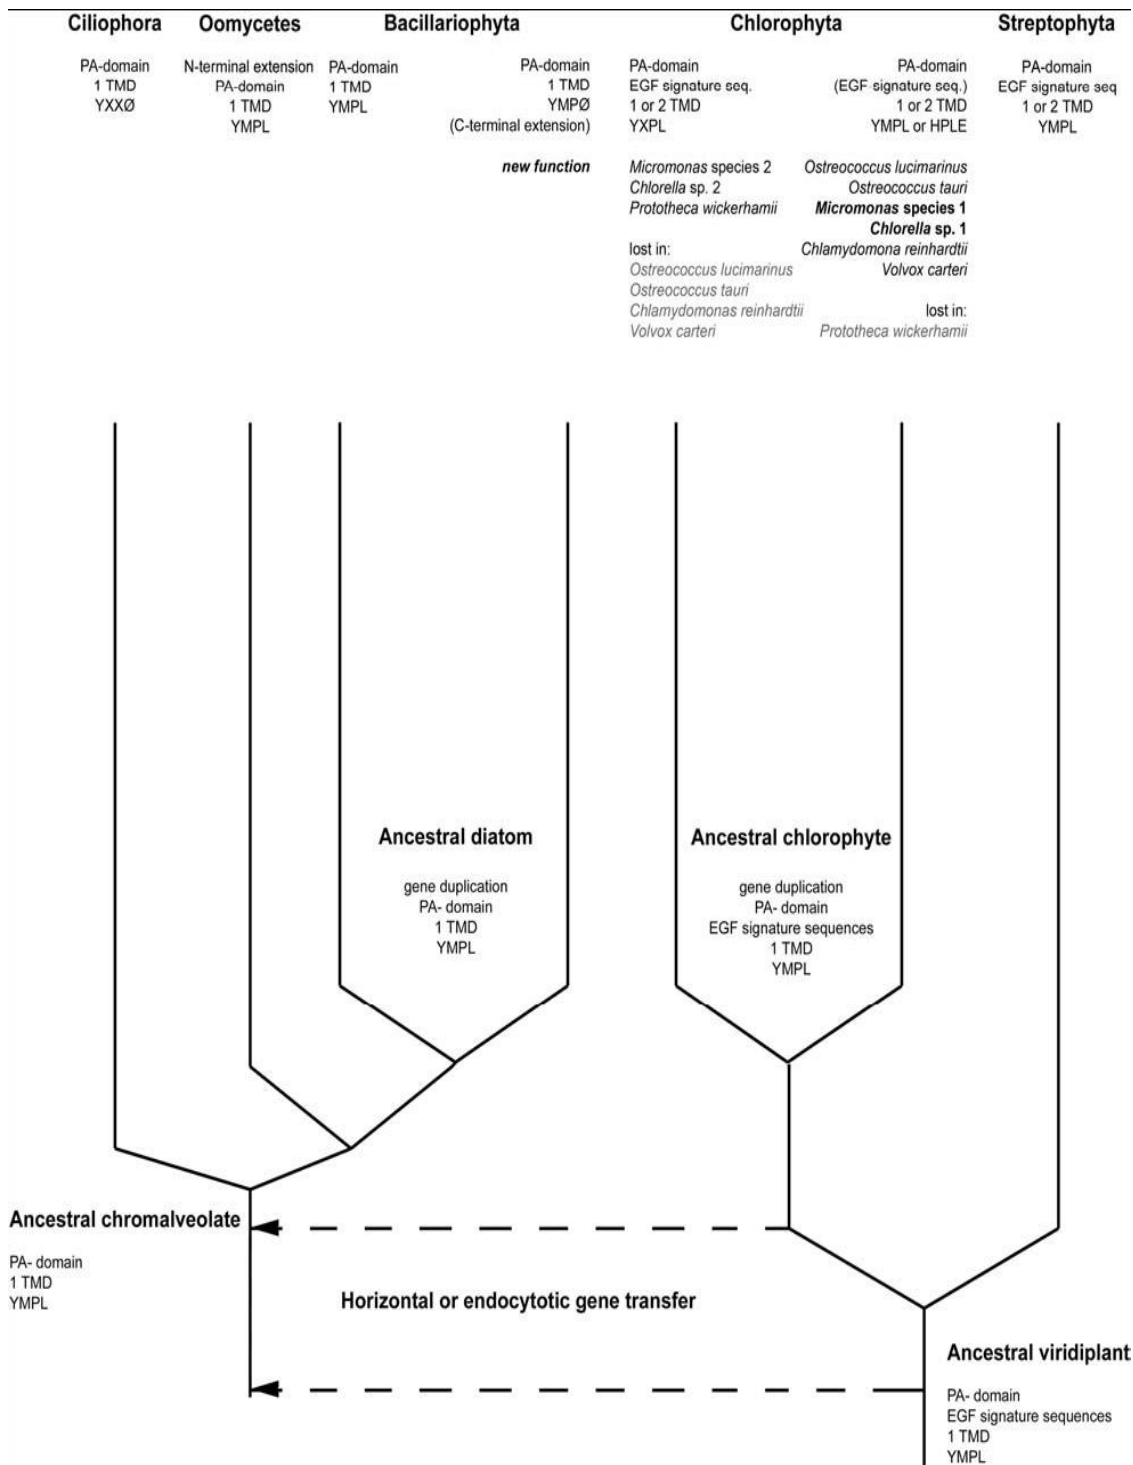 Ciliophora
PA-domain
1 TMD
YXXØ
Oomycetes
N-terminal extension
PA-domain
1 TMD
YMPL
Bacillariophyta
PA-domain
1 TMD
YMPL
PA-domain
1 TMD
YMPØ
(C-terminal extension)
new function
Chlorophyta
PA-domain
EGF signature seq.
1 or 2 TMD
YXPL
Micromonas species 2
Chlorella sp. 2
Prototheca wickerhamii
lost in:
Ostreococcus lucimarinus
Ostreococcus tauri
Chlamydomonas reinhardtii
Volvox carteri
PA-domain
(EGF signature seq.)
1 or 2 TMD
YMPL or HPLE
Ostreococcus lucimarinus
Ostreococcus tauri
Micromonas species 1
Chlorella sp. 1
Chlamydomona reinhardtii
Volvox carteri
lost in:
Prototheca wickerhamii
Streptophyta
PA-domain
EGF signature seq
1 or 2 TMD
YMPL
Ancestral diatom
gene duplication
PA- domain
1 TMD
YMPL
Ancestral chlorophyte
gene duplication
PA- domain
EGF signature sequences
1 TMD
YMPL
Ancestral chromalveolate
PA- domain
1 TMD
YMPL
Horizontal or endocytotic gene transfer
Ancestral viridiplant
PA- domain
EGF signature sequences
1 TMD
YMPL